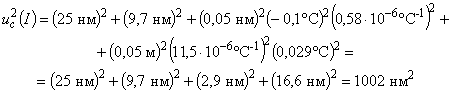 u_c^2(I) = (25 нм)^2 + (9,7 нм)^2 + (0,05 нм)^2(− 0,1°C)^2(0,58·10^{-6}°C^{-1})^2 +
+ (0,05 м)^2(11,5·10^{-6}°C^{-1})^2(0,029°C)^2 =
= (25 нм)^2 + (9,7 нм)^2 + (2,9 нм)^2 + (16,6 нм)^2 = 1002 нм^2